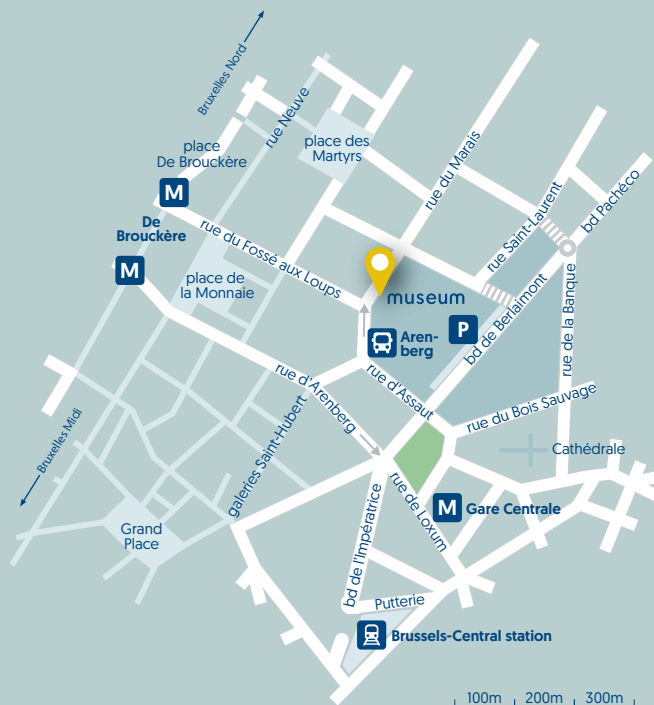 Bruxelles Nord
rue Neuve
place
De Brouckère
place des
Martyrs
rue du Marais
M
De
Brouckère
rue du Fossé aux Loups
rue Saint-Laurent
bd Pachéco
M
place de
la Monnaie
museum
bd de Berlaimont
rue de la Banque
P
Aren-
berg
rue d'Arenberg
rue d'Assaut
rue du Bois Sauvage
galeries Saint-Hubert
Bruxelles Midi
Cathédrale
rue de Loxum
bd de l'Impératrice
M
Gare Centrale
Grand
Place
Putterie
Brussels-Central station
100m
200m
300m